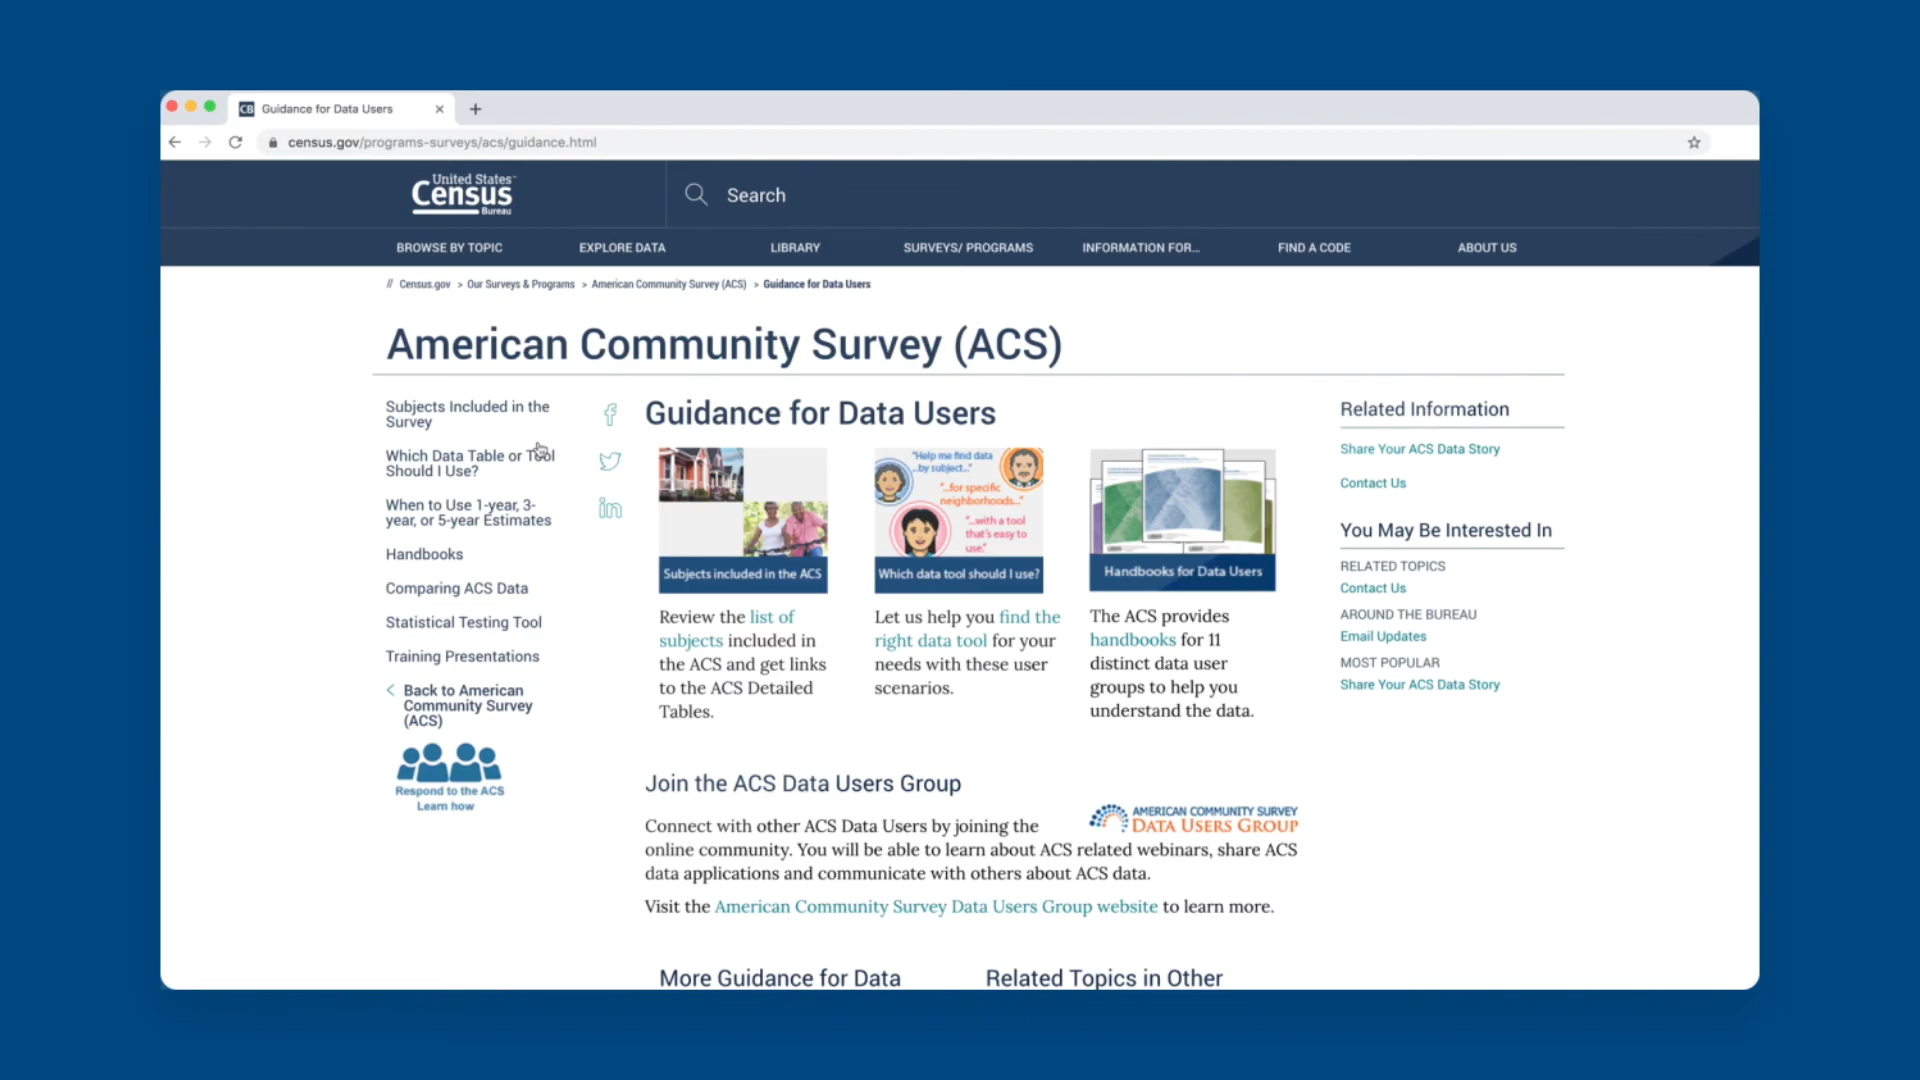 CB Guidance for Data Users
census.gov/programs-surveys/acs/guidance.html
United States™
Census
Bureau
Search
BROWSE BY TOPIC
EXPLORE DATA
LIBRARY
SURVEYS/ PROGRAMS
INFORMATION FOR...
FIND A CODE
ABOUT US
// Census.gov > Our Surveys & Programs > American Community Survey (ACS) > Guidance for Data Users
American Community Survey (ACS)
Subjects Included in the
Survey
Which Data Table or Tool
Should I Use?
When to Use 1-year, 3-
year, or 5-year Estimates
Handbooks
Comparing ACS Data
Statistical Testing Tool
Training Presentations
< Back to American
Community Survey
(ACS)
Respond to the ACS
Learn how
Guidance for Data Users
Subjects included in the ACS
Review the list of
subjects included in
the ACS and get links
to the ACS Detailed
Tables.
"Help me find data
...by subject..."
"...for specific
neighborhoods..."
"...with a tool
that's easy to
use."
Which data tool should I use?
Let us help you find the
right data tool for your
needs with these user
scenarios.
Handbooks for Data Users
The ACS provides
handbooks for 11
distinct data user
groups to help you
understand the data.
Join the ACS Data Users Group
AMERICAN COMMUNITY SURVEY
DATA USERS GROUP
Connect with other ACS Data Users by joining the
online community. You will be able to learn about ACS related webinars, share ACS
data applications and communicate with others about ACS data.
Visit the American Community Survey Data Users Group website to learn more.
More Guidance for Data
Related Topics in Other
Related Information
Share Your ACS Data Story
Contact Us
You May Be Interested In
RELATED TOPICS
Contact Us
AROUND THE BUREAU
Email Updates
MOST POPULAR
Share Your ACS Data Story